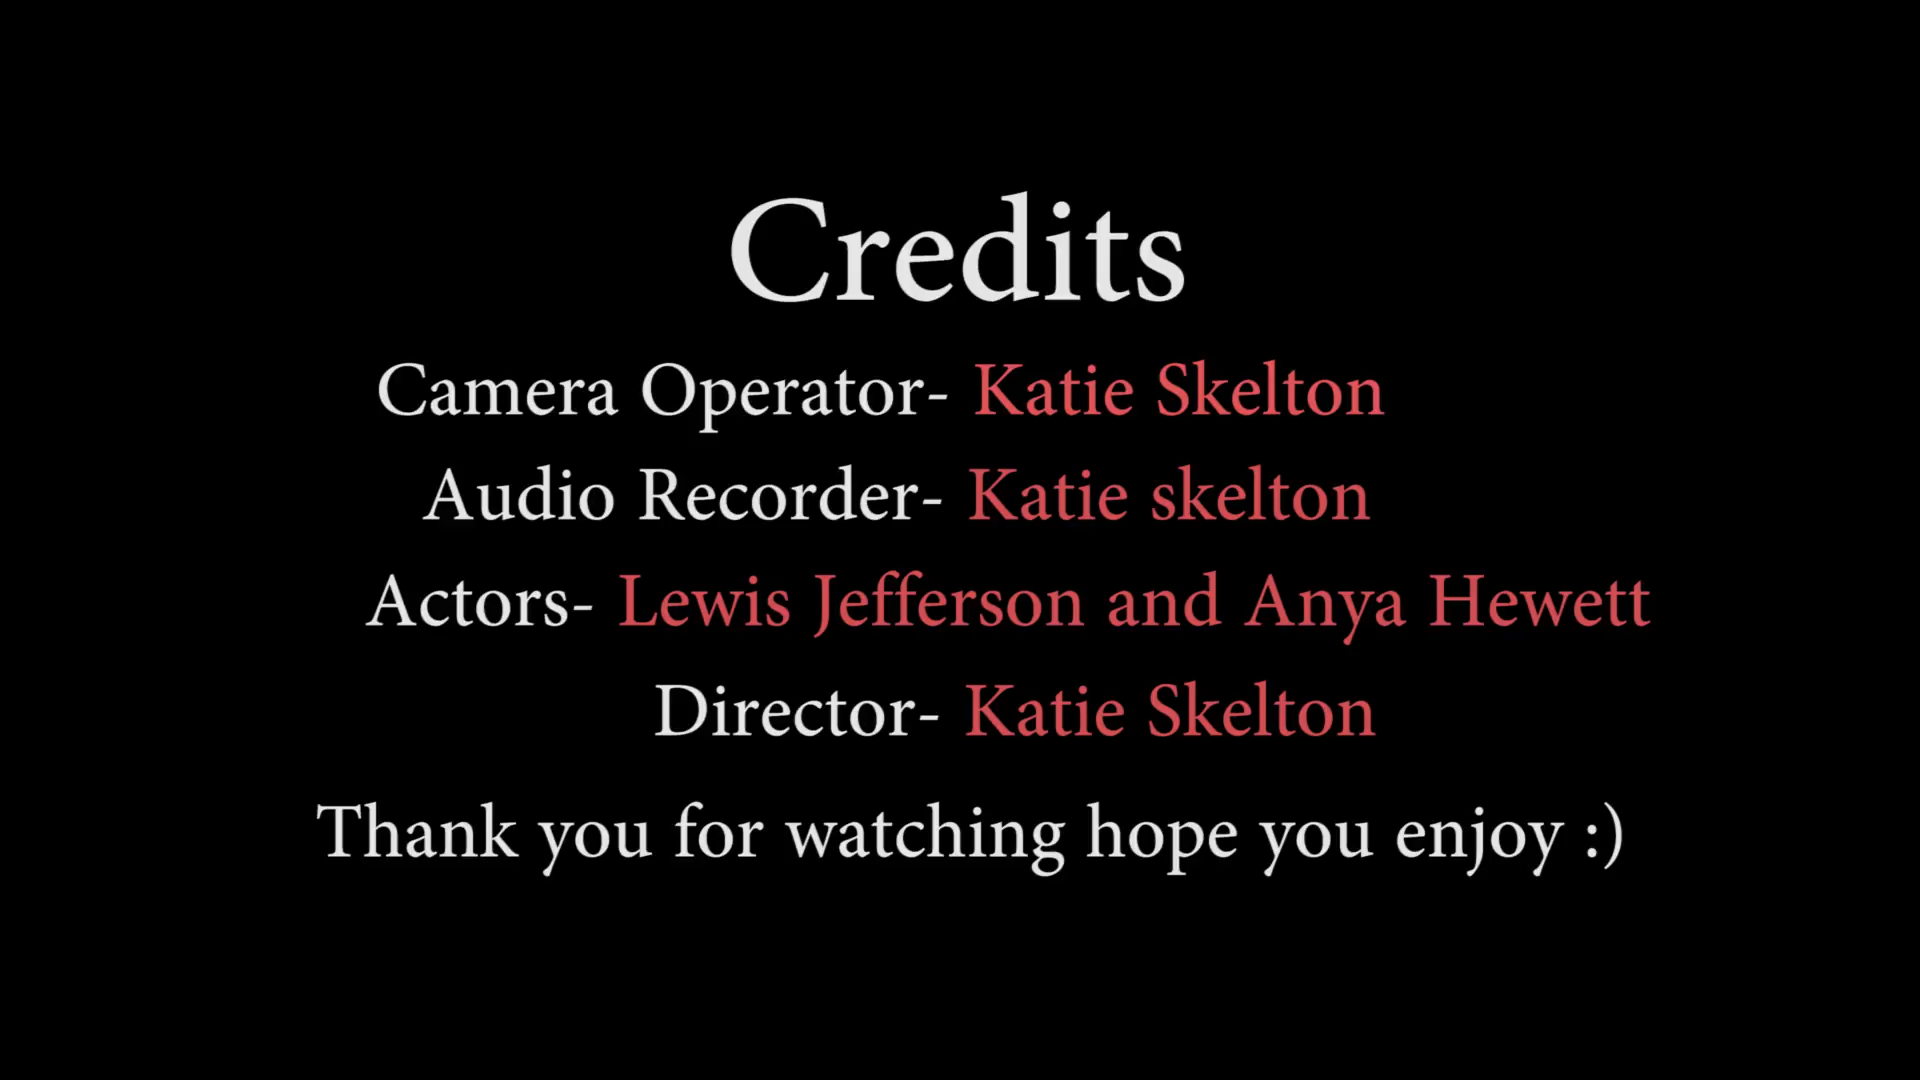 Credits
Camera Operator- Katie Skelton
Audio Recorder- Katie skelton
Actors- Lewis Jefferson and Anya Hewett
Director- Katie Skelton
Thank you for watching hope you enjoy :)